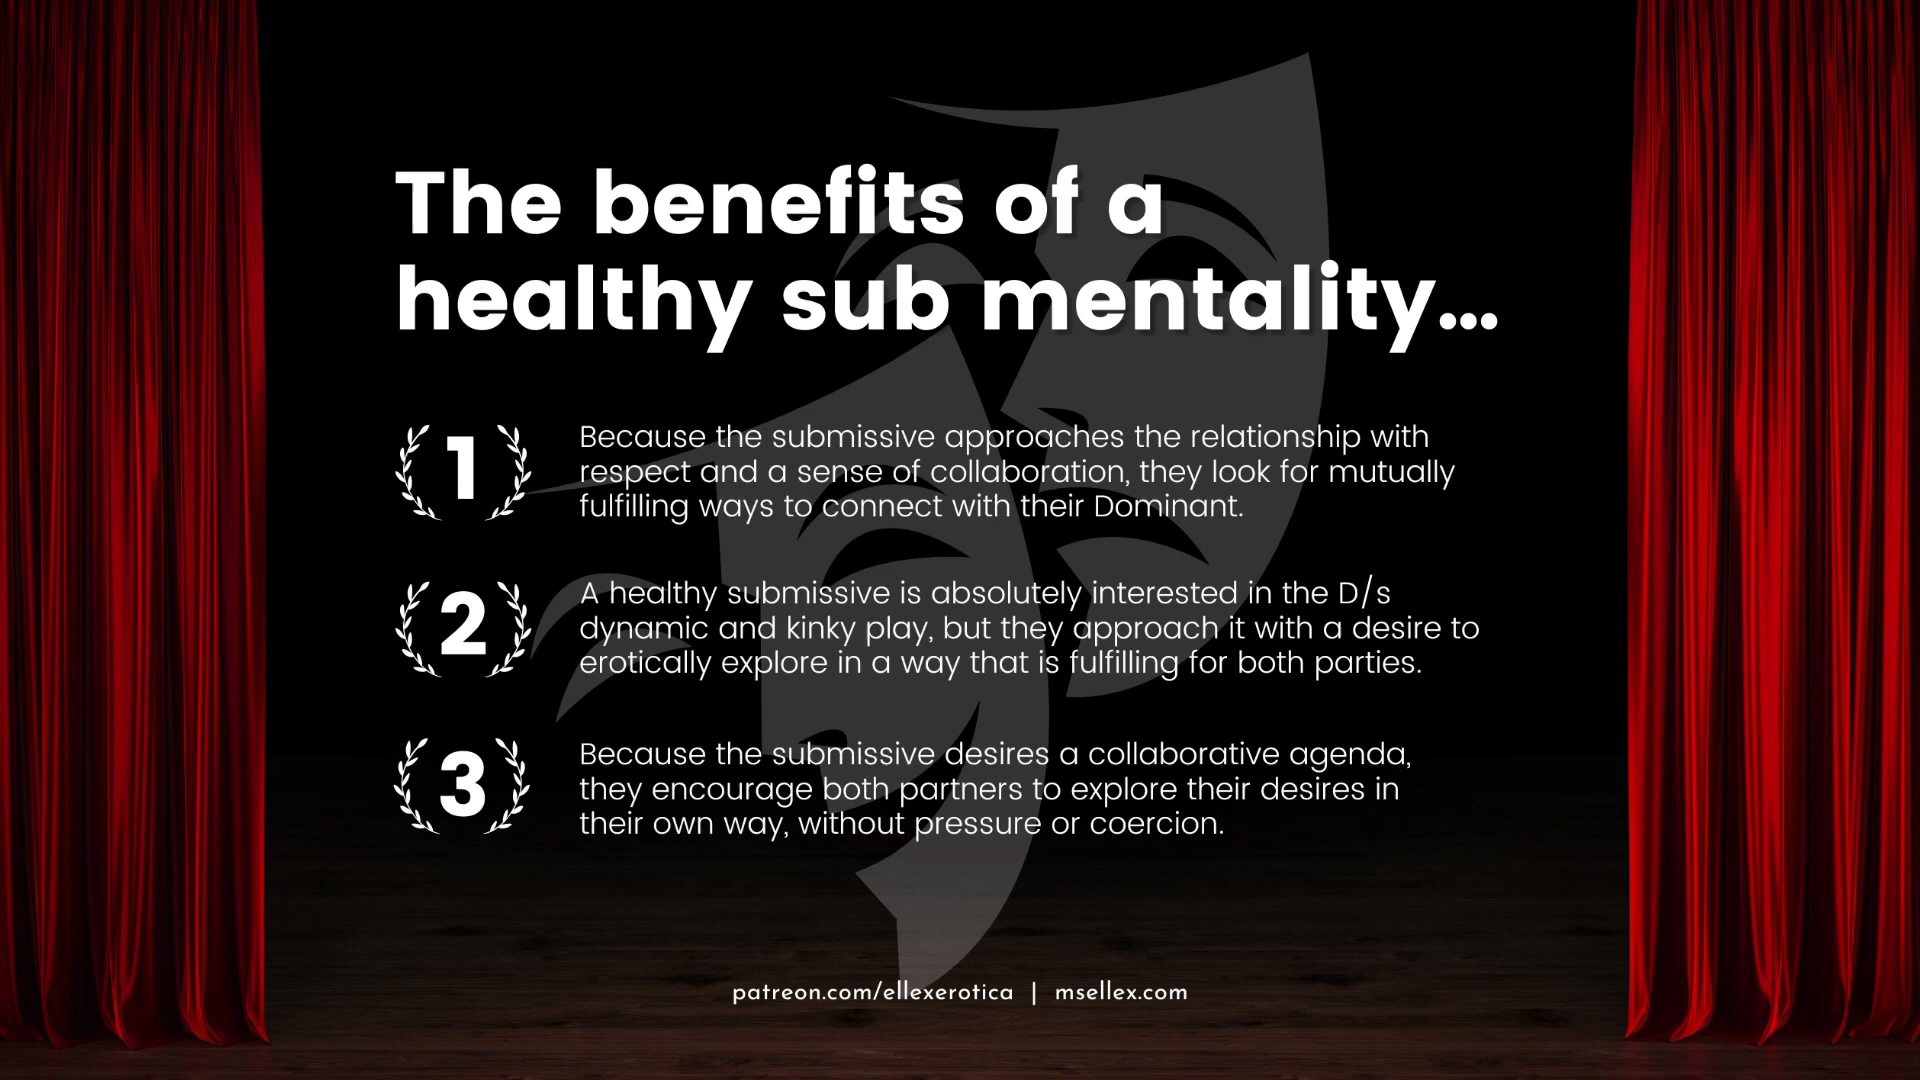 The benefits of a
healthy sub mentality...
1
Because the submissive approaches the relationship with
respect and a sense of collaboration, they look for mutually
fulfilling ways to connect with their Dominant.
2
A healthy submissive is absolutely interested in the D/s
dynamic and kinky play, but they approach it with a desire to
erotically explore in a way that is fulfilling for both parties.
3
Because the submissive desires a collaborative agenda,
they encourage both partners to explore their desires in
their own way, without pressure or coercion.
patreon.com/ellexerotica | msellex.com